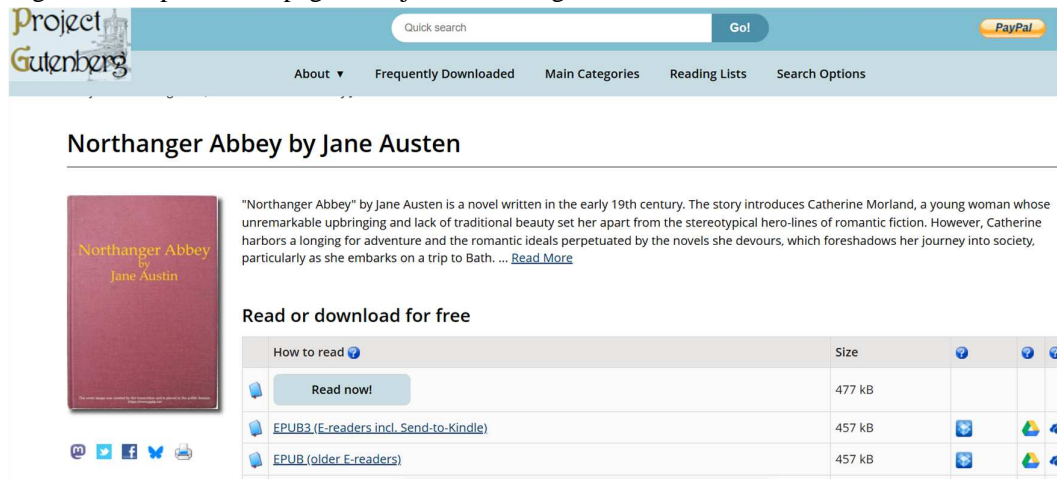 Project
Gutenberg
Quick search
Go!
PayPal
About ▼
Frequently Downloaded
Main Categories
Reading Lists
Search Options
Northanger Abbey by Jane Austen
Northanger Abbey
by
Jane Austin
"Northanger Abbey" by Jane Austen is a novel written in the early 19th century. The story introduces Catherine Morland, a young woman whose
unremarkable upbringing and lack of traditional beauty set her apart from the stereotypical hero-lines of romantic fiction. However, Catherine
harbors a longing for adventure and the romantic ideals perpetuated by the novels she devours, which foreshadows her journey into society,
particularly as she embarks on a trip to Bath. ... Read More
Read or download for free
How to read ?
Size
?
?
?
Read now!
477 kB
EPUB3 (E-readers incl. Send-to-Kindle)
457 kB
EPUB (older E-readers)
457 kB